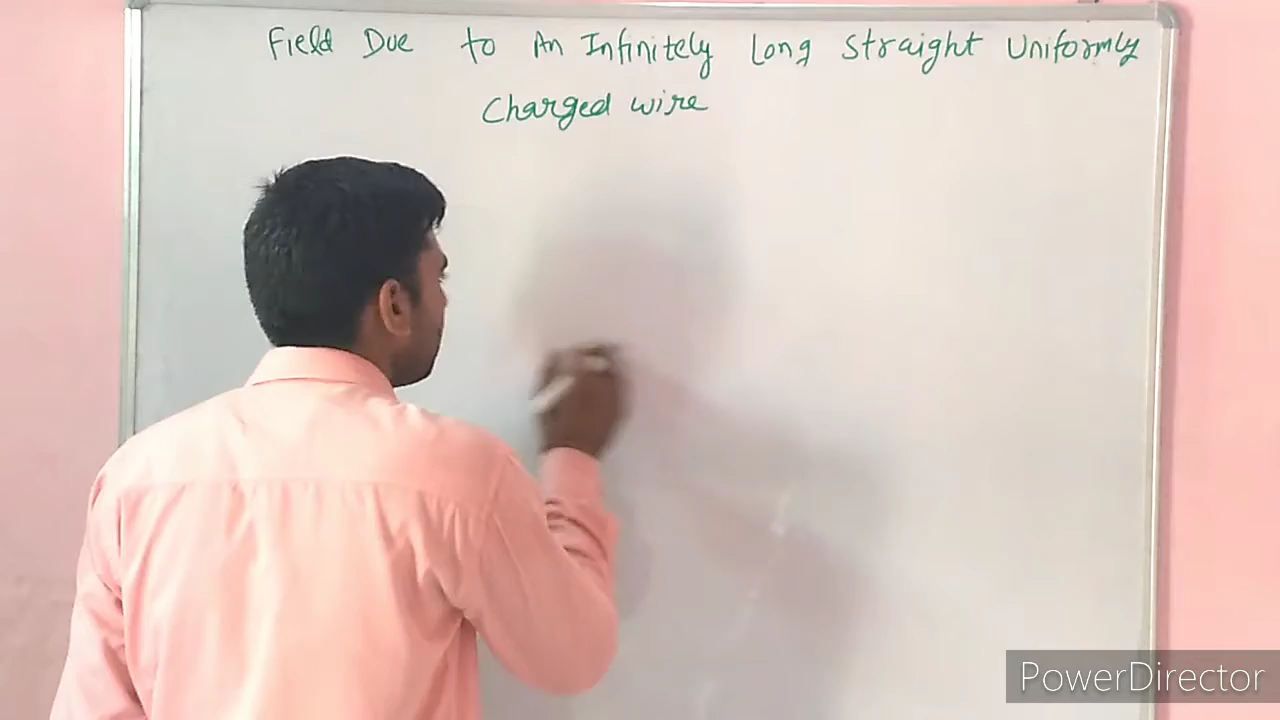 Field Due to An Infinitely Long Straight Uniformly
Charged wire
PowerDirector